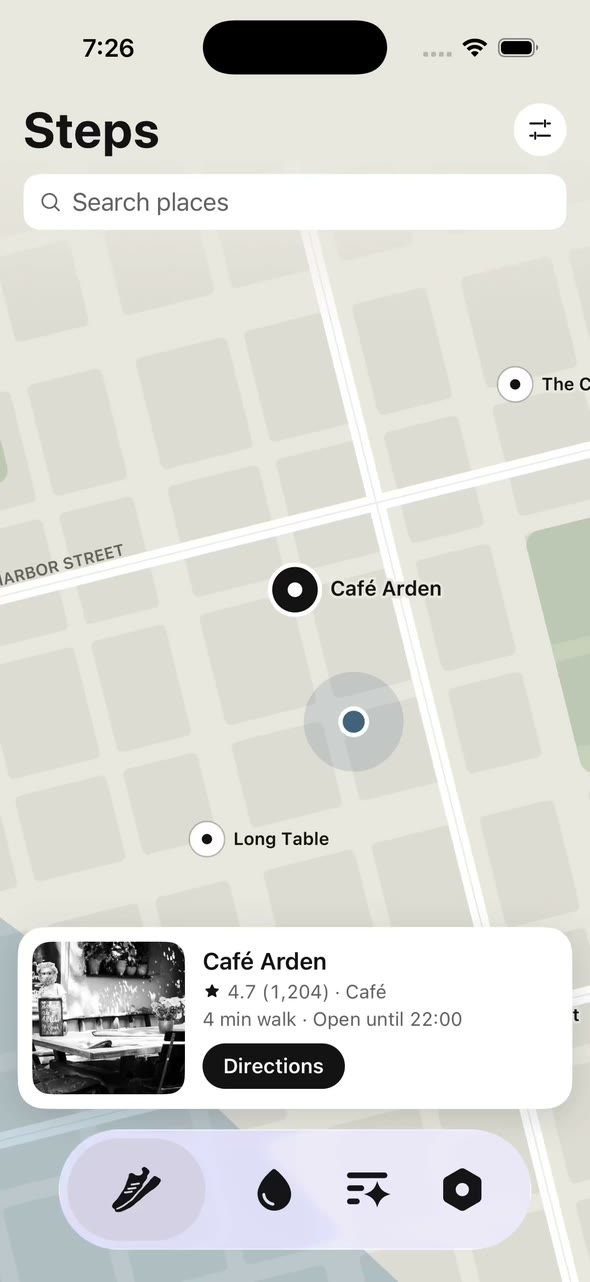 7:26
Steps
Search places
The C
HARBOR STREET
Café Arden
Long Table
Café Arden
4.7 (1,204) · Café
4 min walk · Open until 22:00
t
Directions